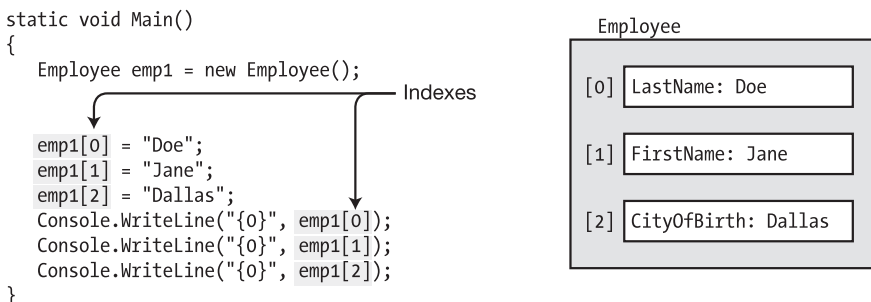 static void Main()
{
Employee emp1 = new Employee();
Indexes
emp1[0] = "Doe";
emp1[1] = "Jane";
emp1[2] = "Dallas";
Console.WriteLine("{0}", emp1[0]);
Console.WriteLine("{0}", emp1[1]);
Console.WriteLine("{0}", emp1[2]);
}
Employee
[0] LastName: Doe
[1] FirstName: Jane
[2] CityOfBirth: Dallas